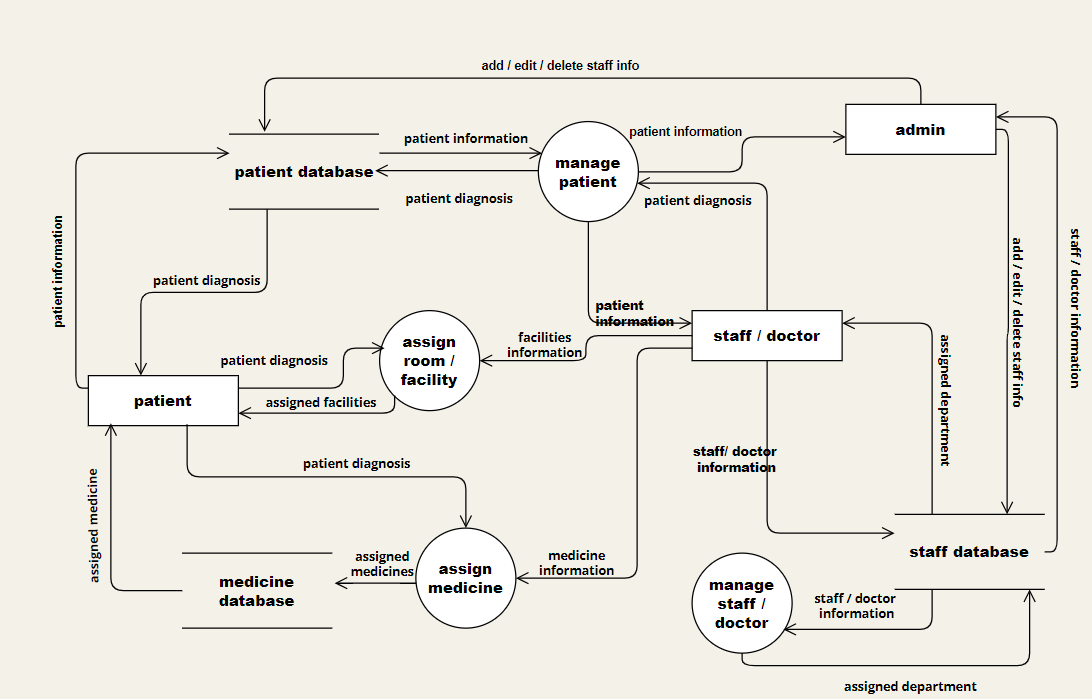 add / edit / delete staff info
patient information
patient information
admin
manage
patient
patient database
patient diagnosis
patient diagnosis
patient information
staff / doctor information
add / edit / delete staff info
patient diagnosis
patient
information
facilities
information
staff / doctor
assign
room /
facility
patient diagnosis
assigned department
patient
assigned facilities
staff/ doctor
information
patient diagnosis
assigned medicine
assigned
medicines
assign
medicine
medicine
information
staff database
medicine
database
manage
staff /
doctor
staff / doctor
information
assigned department